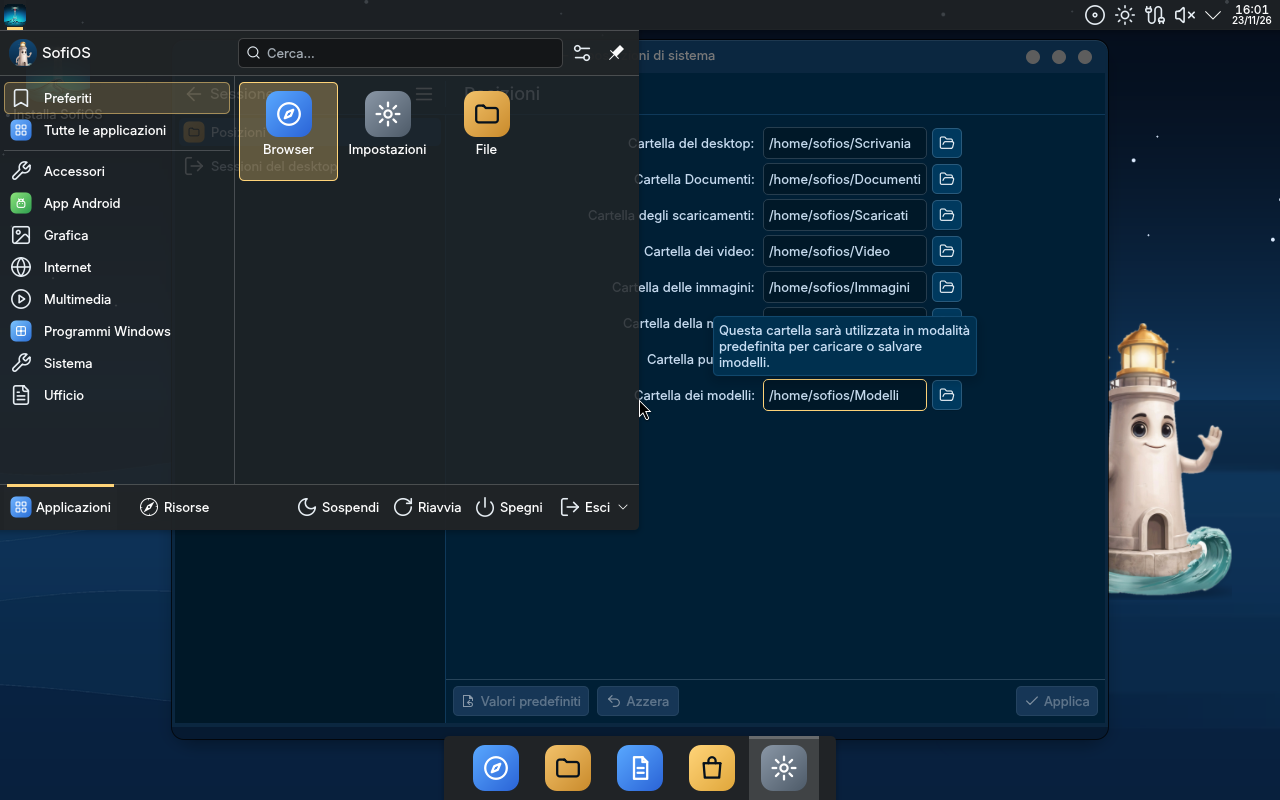 16:01
23/11/26
SofiOS
Cerca...
ni di sistema
Preferiti
Tutte le applicazioni
Accessori
App Android
Grafica
Internet
Multimedia
Programmi Windows
Sistema
Ufficio
Browser
Impostazioni
File
Installa SofiOS
Sessione
Posizioni
Posizioni
Sessioni del desktop
Cartella del desktop:
/home/sofios/Scrivania
Cartella Documenti:
/home/sofios/Documenti
Cartella degli scaricamenti:
/home/sofios/Scaricati
Cartella dei video:
/home/sofios/Video
Cartella delle immagini:
/home/sofios/Immagini
Cartella della m
Cartella pu
Questa cartella sarà utilizzata in modalità
predefinita per caricare o salvare
imodelli.
Cartella dei modelli:
/home/sofios/Modelli
Applicazioni
Risorse
Sospendi
Riavvia
Spegni
Esci
Valori predefiniti
Azzera
Applica